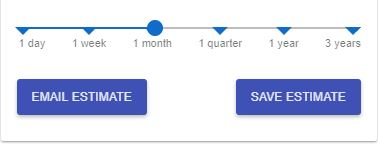 1 day 1 week 1 month 1 quarter 1 year 3 years
EMAIL ESTIMATE SAVE ESTIMATE